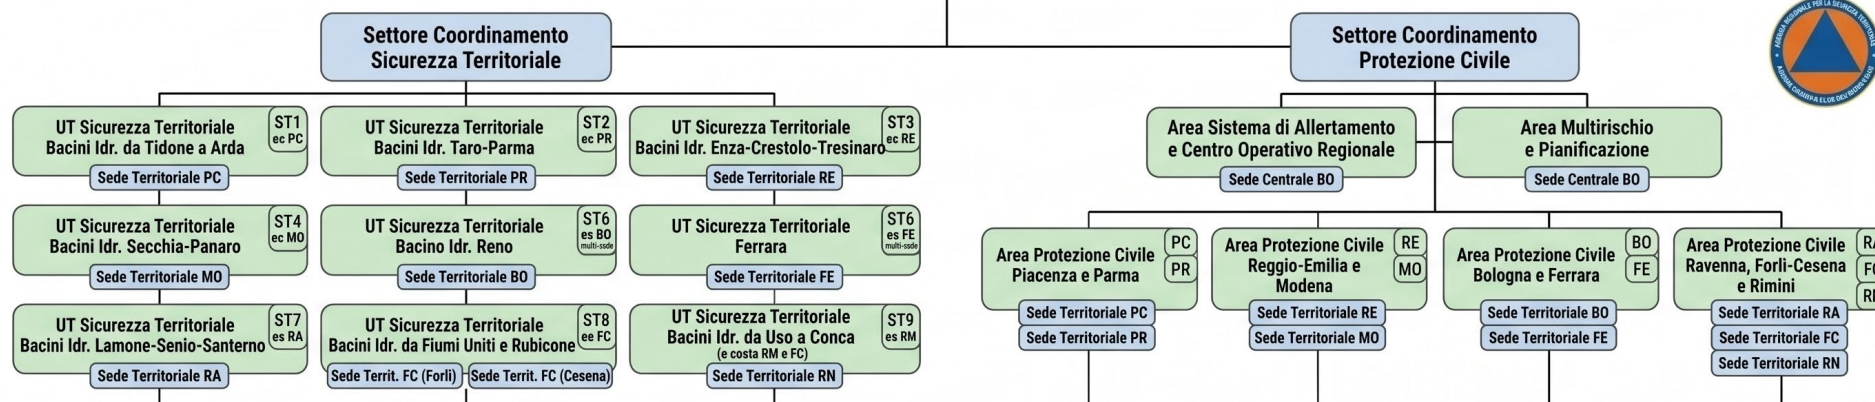 Settore Coordinamento
Sicurezza Territoriale
Settore Coordinamento
Protezione Civile
UT Sicurezza Territoriale
Bacini Idr. da Tidone a Arda
ST1
ec PC
Sede Territoriale PC
UT Sicurezza Territoriale
Bacini Idr. Taro-Parma
ST2
ec PR
Sede Territoriale PR
UT Sicurezza Territoriale
Bacini Idr. Enza-Crestolo-Tresinaro
ST3
ec RE
Sede Territoriale RE
UT Sicurezza Territoriale
Bacini Idr. Secchia-Panaro
ST4
ec MO
Sede Territoriale MO
UT Sicurezza Territoriale
Bacino Idr. Reno
ST6
es BO
multi-ssde
Sede Territoriale BO
UT Sicurezza Territoriale
Ferrara
ST6
es FE
multi-ssde
Sede Territoriale FE
UT Sicurezza Territoriale
Bacini Idr. Lamone-Senio-Santerno
ST7
es RA
Sede Territoriale RA
UT Sicurezza Territoriale
Bacini Idr. da Fiumi Uniti e Rubicone
ST8
ee FC
Sede Territ. FC (Forli)
Sede Territ. FC (Cesena)
UT Sicurezza Territoriale
Bacini Idr. da Uso a Conca
(e costa RM e FC)
ST9
es RM
Sede Territoriale RN
Area Sistema di Allertamento
e Centro Operativo Regionale
Sede Centrale BO
Area Multirischio
e Pianificazione
Sede Centrale BO
Area Protezione Civile
Piacenza e Parma
PC
PR
Sede Territoriale PC
Sede Territoriale PR
Area Protezione Civile
Reggio-Emilia e
Modena
RE
MO
Sede Territoriale RE
Sede Territoriale MO
Area Protezione Civile
Bologna e Ferrara
BO
FE
Sede Territoriale BO
Sede Territoriale FE
Area Protezione Civile
Ravenna, Forli-Cesena
e Rimini
Sede Territoriale RA
Sede Territoriale FC
Sede Territoriale RN